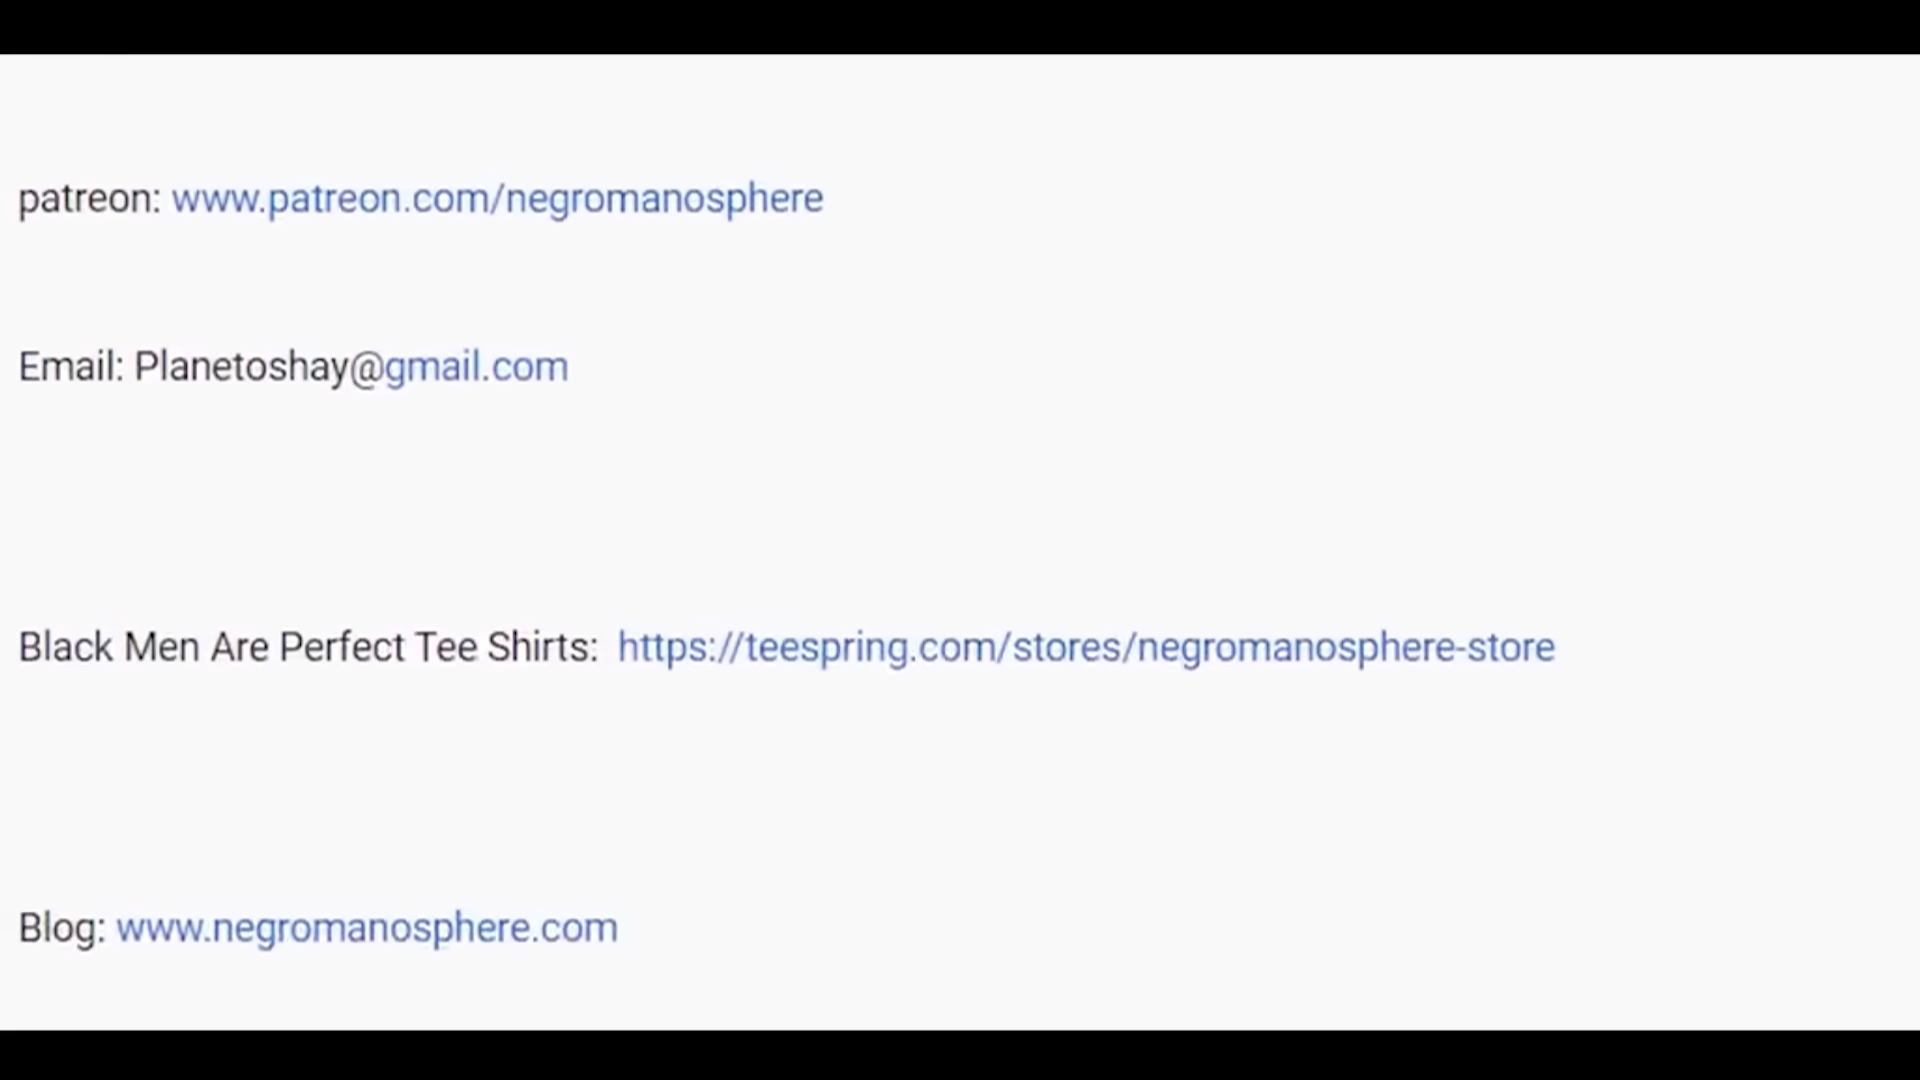 patreon: www.patreon.com/negromanosphere
Email: Planetoshay@gmail.com
Black Men Are Perfect Tee Shirts: https://teespring.com/stores/negromanosphere-store
Blog: www.negromanosphere.com